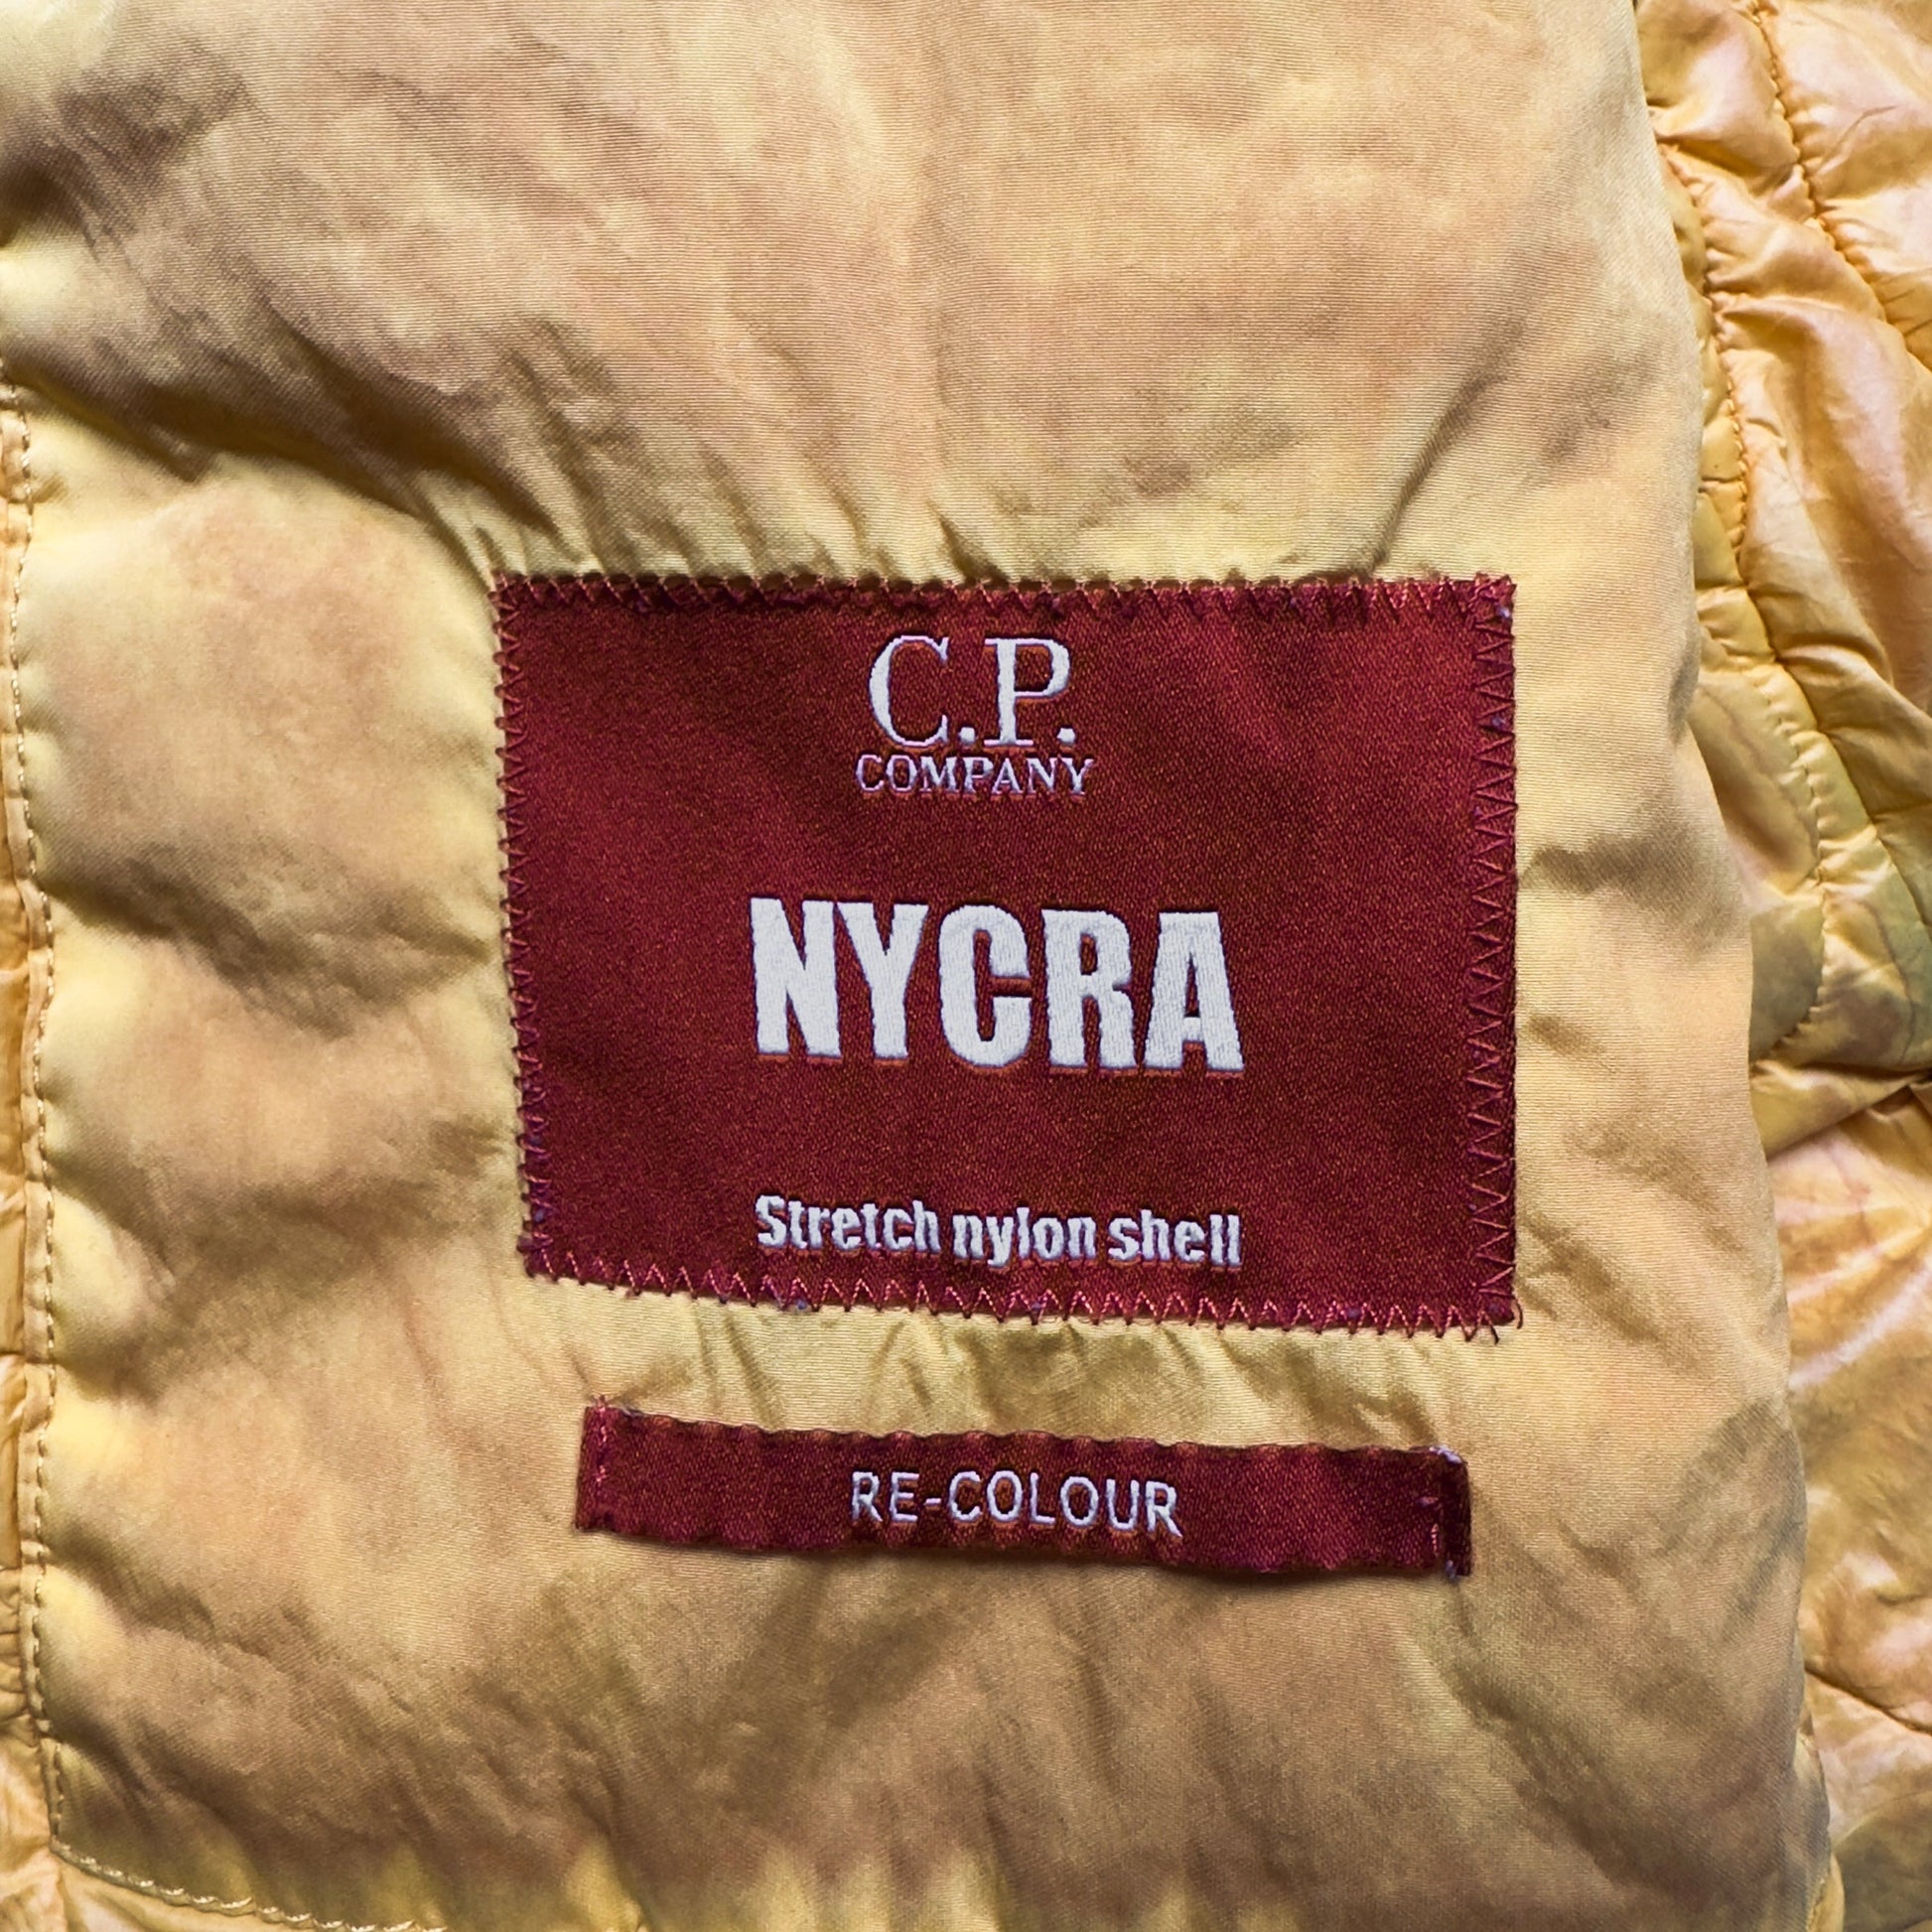 C.P.
COMPANY
NYCRA
Stretch nylon shell
RE-COLOUR